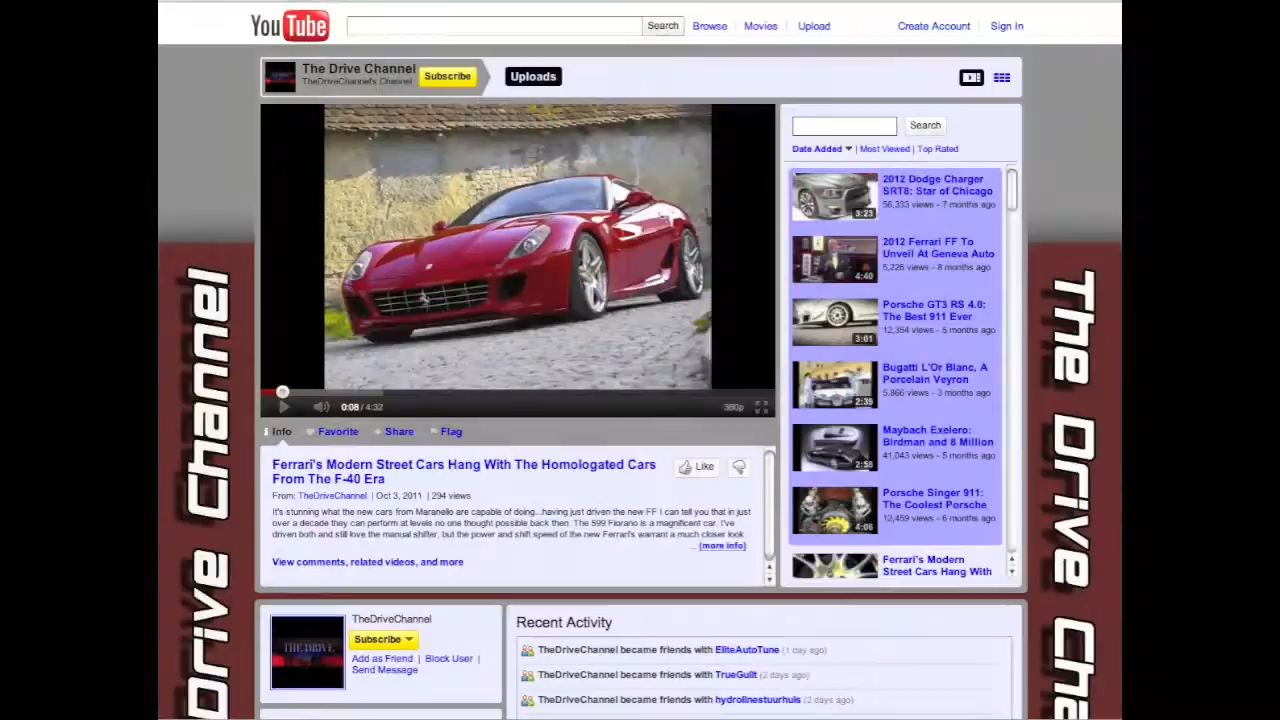 YouTube
Search
Browse
Movies
Upload
Create Account
Sign In
The Drive Channel
TheDriveChannel's Channel
Subscribe
Uploads
0:08 / 4:32
360p
Info
Favorite
Share
Flag
Ferrari's Modern Street Cars Hang With The Homologated Cars
From The F-40 Era
Like
From: TheDriveChannel | Oct 3, 2011 | 294 views
It's stunning what the new cars from Maranello are capable of doing...having just driven the new FF I can tell you that in just
over a decade they can perform at levels no one thought possible back then. The 599 Fiorano is a magnificent car. I've
driven both and still love the manual shifter, but the power and shift speed of the new Ferrari's warrant a much closer look
... (more info)
View comments, related videos, and more
Search
Date Added | Most Viewed | Top Rated
2012 Dodge Charger
SRT8: Star of Chicago
56,333 views - 7 months ago
3:23
2012 Ferrari FF To
Unveil At Geneva Auto
5,226 views - 8 months ago
4:40
Porsche GT3 RS 4.0:
The Best 911 Ever
12,354 views - 5 months ago
3:01
Bugatti L'Or Blanc, A
Porcelain Veyron
5,866 views - 3 months ago
2:39
Maybach Exelero:
Birdman and 8 Million
41,043 views - 5 months ago
2:58
Porsche Singer 911:
The Coolest Porsche
12,459 views - 6 months ago
4:06
Ferrari's Modern
Street Cars Hang With
THE DRIVE
TheDriveChannel
Subscribe
Add as Friend | Block User |
Send Message
Recent Activity
TheDriveChannel became friends with EliteAutoTune (1 day ago)
TheDriveChannel became friends with TrueGuilt (2 days ago)
TheDriveChannel became friends with hydrolinestuurhuis (2 days ago)
Drive Channel
The Drive Cha